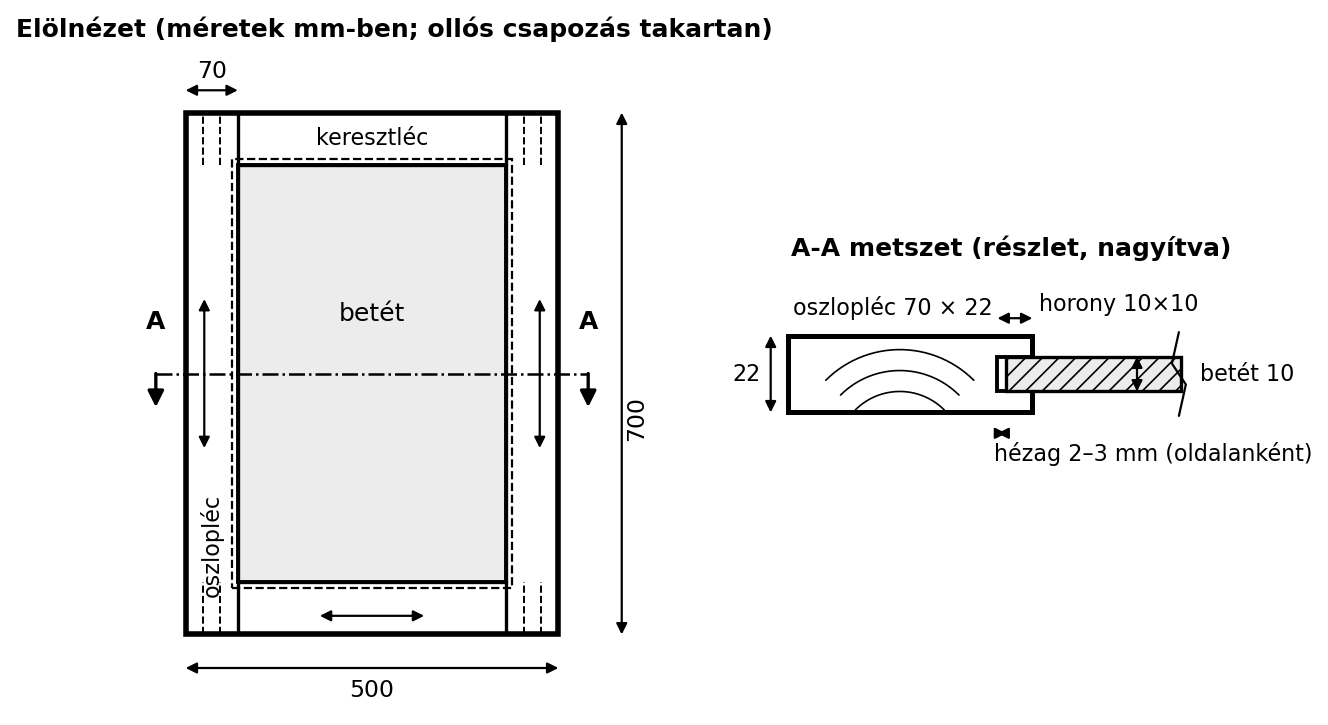 Elölnézet (méretek mm-ben; ollós csapozás takartan)
70
keresztléc
betét
A
A
oszlopléc
700
500
A-A metszet (részlet, nagyítva)
oszlopléc 70 × 22
horony 10×10
22
betét 10
hézag 2–3 mm (oldalanként)